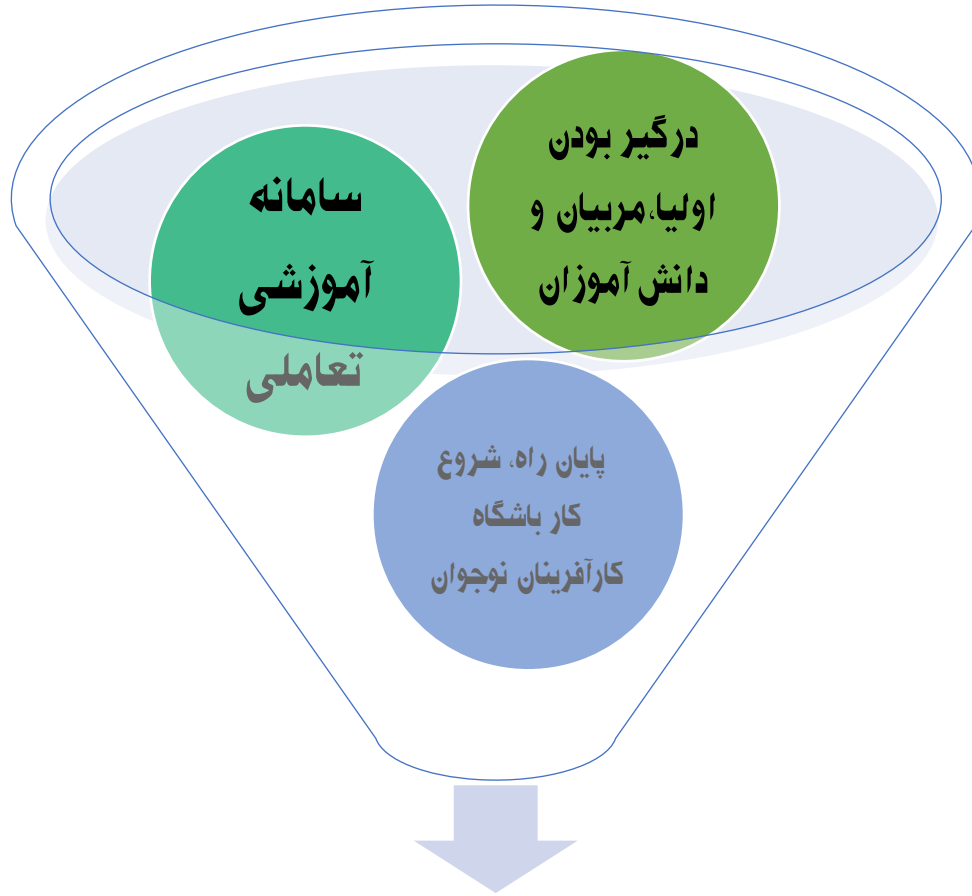 درگیر بودن
اولیا،مربیان و
دانش آموزان
سامانه
آموزشی
تعاملی
پایان راه، شروع
کار باشگاه
کارآفرینان نوجوان